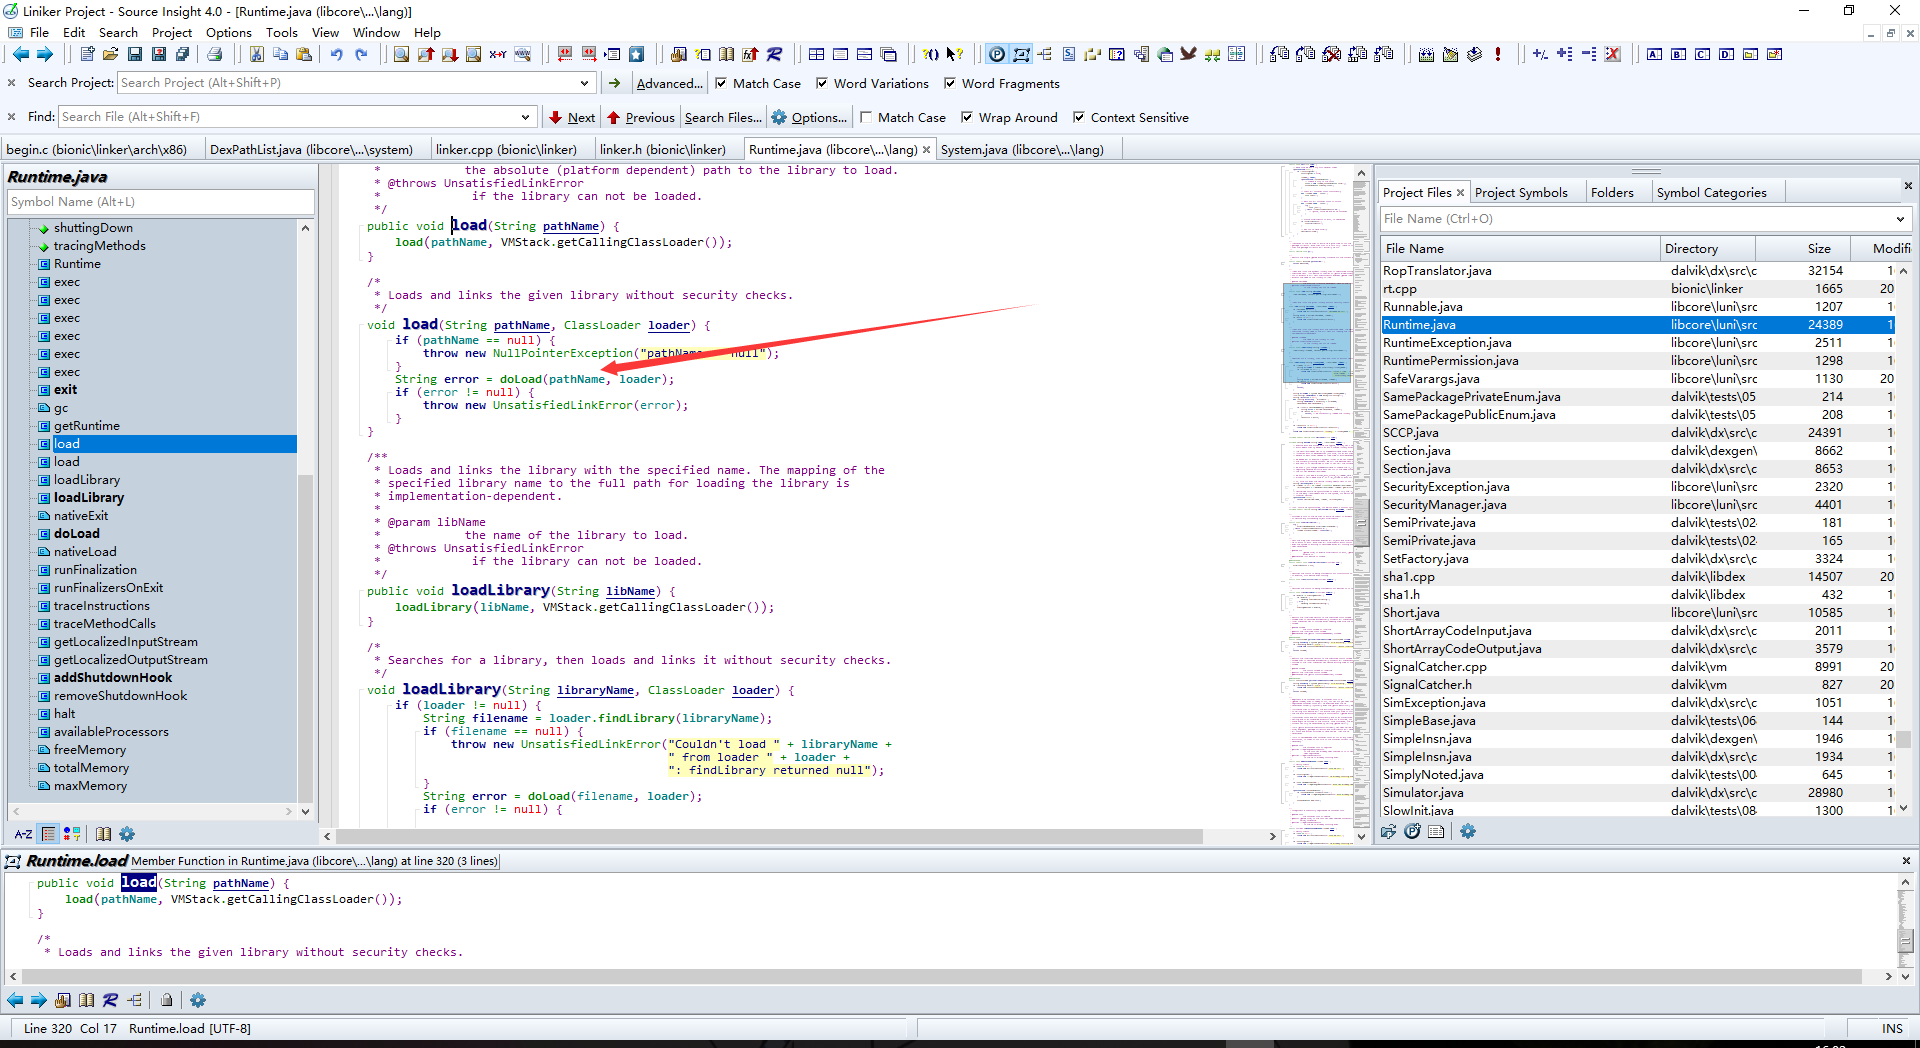 Liniker Project - Source Insight 4.0 - [Runtime.java (libcore\...\lang)]
File Edit Search Project Options Tools View Window Help
Search Project: Search Project (Alt+Shift+P) Advanced... Match Case Word Variations Word Fragments
Find: Search File (Alt+Shift+F) Next Previous Search Files... Options... Match Case Wrap Around Context Sensitive
begin.c (bionic\linker\arch\x86) DexPathList.java (libcore\...\system) linker.cpp (bionic\linker) linker.h (bionic\linker) Runtime.java (libcore\...\lang) System.java (libcore\...\lang)
Runtime.java
Symbol Name (Alt+L)
shuttingDown
tracingMethods
Runtime
exec
exec
exec
exec
exec
exec
exit
gc
getRuntime
load
load
loadLibrary
loadLibrary
nativeExit
doLoad
nativeLoad
runFinalization
runFinalizersOnExit
traceInstructions
traceMethodCalls
getLocalizedInputStream
getLocalizedOutputStream
addShutdownHook
removeShutdownHook
halt
availableProcessors
freeMemory
totalMemory
maxMemory
A-Z
* the absolute (platform dependent) path to the library to load.
* @throws UnsatisfiedLinkError
* if the library can not be loaded.
*/
public void load(String pathName) {
load(pathName, VMStack.getCallingClassLoader());
}
/*
* Loads and links the given library without security checks.
*/
void load(String pathName, ClassLoader loader) {
if (pathName == null) {
throw new NullPointerException("pathName null");
}
String error = doLoad(pathName, loader);
if (error != null) {
throw new UnsatisfiedLinkError(error);
}
}
/**
* Loads and links the library with the specified name. The mapping of the
* specified library name to the full path for loading the library is
* implementation-dependent.
*
* @param libName
* the name of the library to load.
* @throws UnsatisfiedLinkError
* if the library can not be loaded.
*/
public void loadLibrary(String libName) {
loadLibrary(libName, VMStack.getCallingClassLoader());
}
/*
* Searches for a library, then loads and links it without security checks.
*/
void loadLibrary(String libraryName, ClassLoader loader) {
if (loader != null) {
String filename = loader.findLibrary(libraryName);
if (filename == null) {
throw new UnsatisfiedLinkError("Couldn't load " + libraryName +
" from loader " + loader +
": findLibrary returned null");
}
String error = doLoad(filename, loader);
if (error != null) {
Project Files Project Symbols Folders Symbol Categories
File Name (Ctrl+O)
File Name Directory Size Modifi
RopTranslator.java dalvik\dx\src\c 32154 1
rt.cpp bionic\linker 1665 20
Runnable.java libcore\luni\src 1207 1
Runtime.java libcore\luni\src 24389 1
RuntimeException.java libcore\luni\src 2511 1
RuntimePermission.java libcore\luni\src 1298 1
SafeVarargs.java libcore\luni\src 1130 20
SamePackagePrivateEnum.java dalvik\tests\05 214 1
SamePackagePublicEnum.java dalvik\tests\05 208 1
SCCP.java dalvik\dx\src\c 24391 1
Section.java dalvik\dexgen\ 8662 1
Section.java dalvik\dx\src\c 8653 1
SecurityException.java libcore\luni\src 2320 1
SecurityManager.java libcore\luni\src 4401 1
SemiPrivate.java dalvik\tests\02 181 1
SemiPrivate.java dalvik\tests\02 165 1
SetFactory.java dalvik\dx\src\c 3324 1
sha1.cpp dalvik\libdex 14507 20
sha1.h dalvik\libdex 432 1
Short.java libcore\luni\src 10585 1
ShortArrayCodeInput.java dalvik\dx\src\c 2011 1
ShortArrayCodeOutput.java dalvik\dx\src\c 3579 1
SignalCatcher.cpp dalvik\vm 8991 20
SignalCatcher.h dalvik\vm 827 20
SimException.java dalvik\dx\src\c 1051 1
SimpleBase.java dalvik\tests\06 144 1
SimpleInsn.java dalvik\dexgen\ 1946 1
SimpleInsn.java dalvik\dx\src\c 1934 1
SimplyNoted.java dalvik\tests\00 645 1
Simulator.java dalvik\dx\src\c 28980 1
SlowInit.java dalvik\tests\08 1300 1
Runtime.load Member Function in Runtime.java (libcore\...\lang) at line 320 (3 lines)
public void load(String pathName) {
load(pathName, VMStack.getCallingClassLoader());
}
/*
* Loads and links the given library without security checks.
Line 320 Col 17 Runtime.load [UTF-8] INS